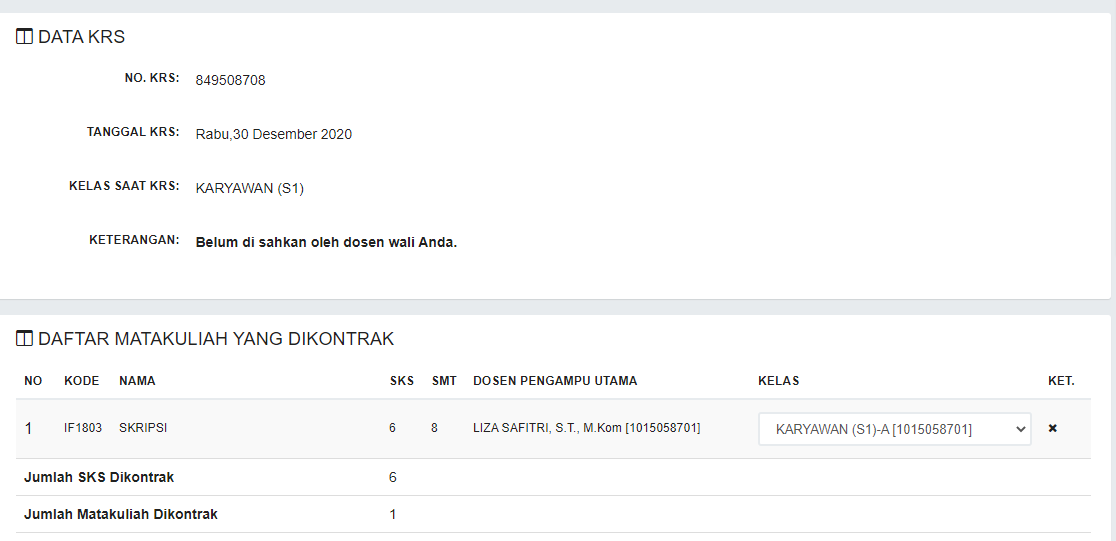 DATA KRS
NO. KRS: 849508708
TANGGAL KRS: Rabu,30 Desember 2020
KELAS SAAT KRS: KARYAWAN (S1)
KETERANGAN: Belum di sahkan oleh dosen wali Anda.
DAFTAR MATAKULIAH YANG DIKONTRAK
NO KODE NAMA SKS SMT DOSEN PENGAMPU UTAMA KELAS KET.
1 IF1803 SKRIPSI 6 8 LIZA SAFITRI, S.T., M.Kom [1015058701] KARYAWAN (S1)-A [1015058701]
Jumlah SKS Dikontrak 6
Jumlah Matakuliah Dikontrak 1